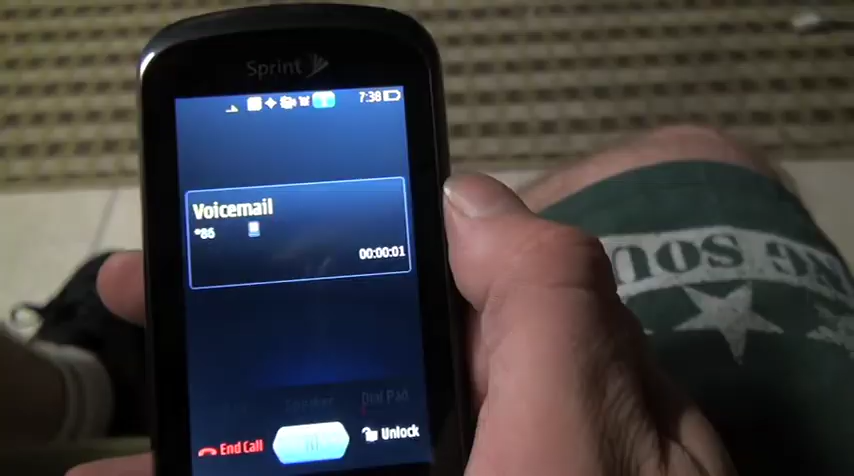 Sprint
7:38
Voicemail
*86
00:00:01
Speaker
Dial Pad
End Call
Unlock